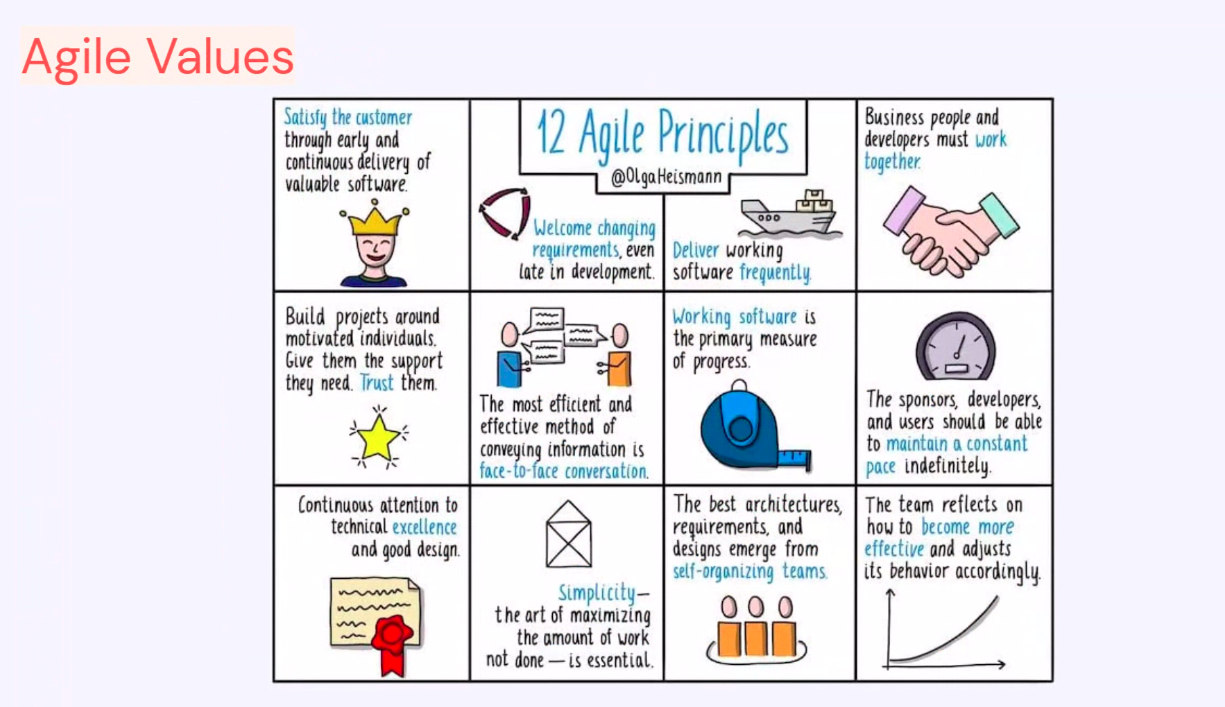 Agile Values
12 Agile Principles
@OlgaHeismann
Satisfy the customer
through early and
continuous delivery of
valuable software.
Welcome changing
requirements, even
late in development.
Deliver working
software frequently.
Business people and
developers must work
together.
Build projects around
motivated individuals.
Give them the support
they need. Trust them.
The most efficient and
effective method of
conveying information is
face-to-face conversation.
Working software is
the primary measure
of progress.
The sponsors, developers,
and users should be able
to maintain a constant
pace indefinitely.
Continuous attention to
technical excellence
and good design.
Simplicity—
the art of maximizing
the amount of work
not done — is essential.
The best architectures,
requirements, and
designs emerge from
self-organizing teams.
The team reflects on
how to become more
effective and adjusts
its behavior accordingly.